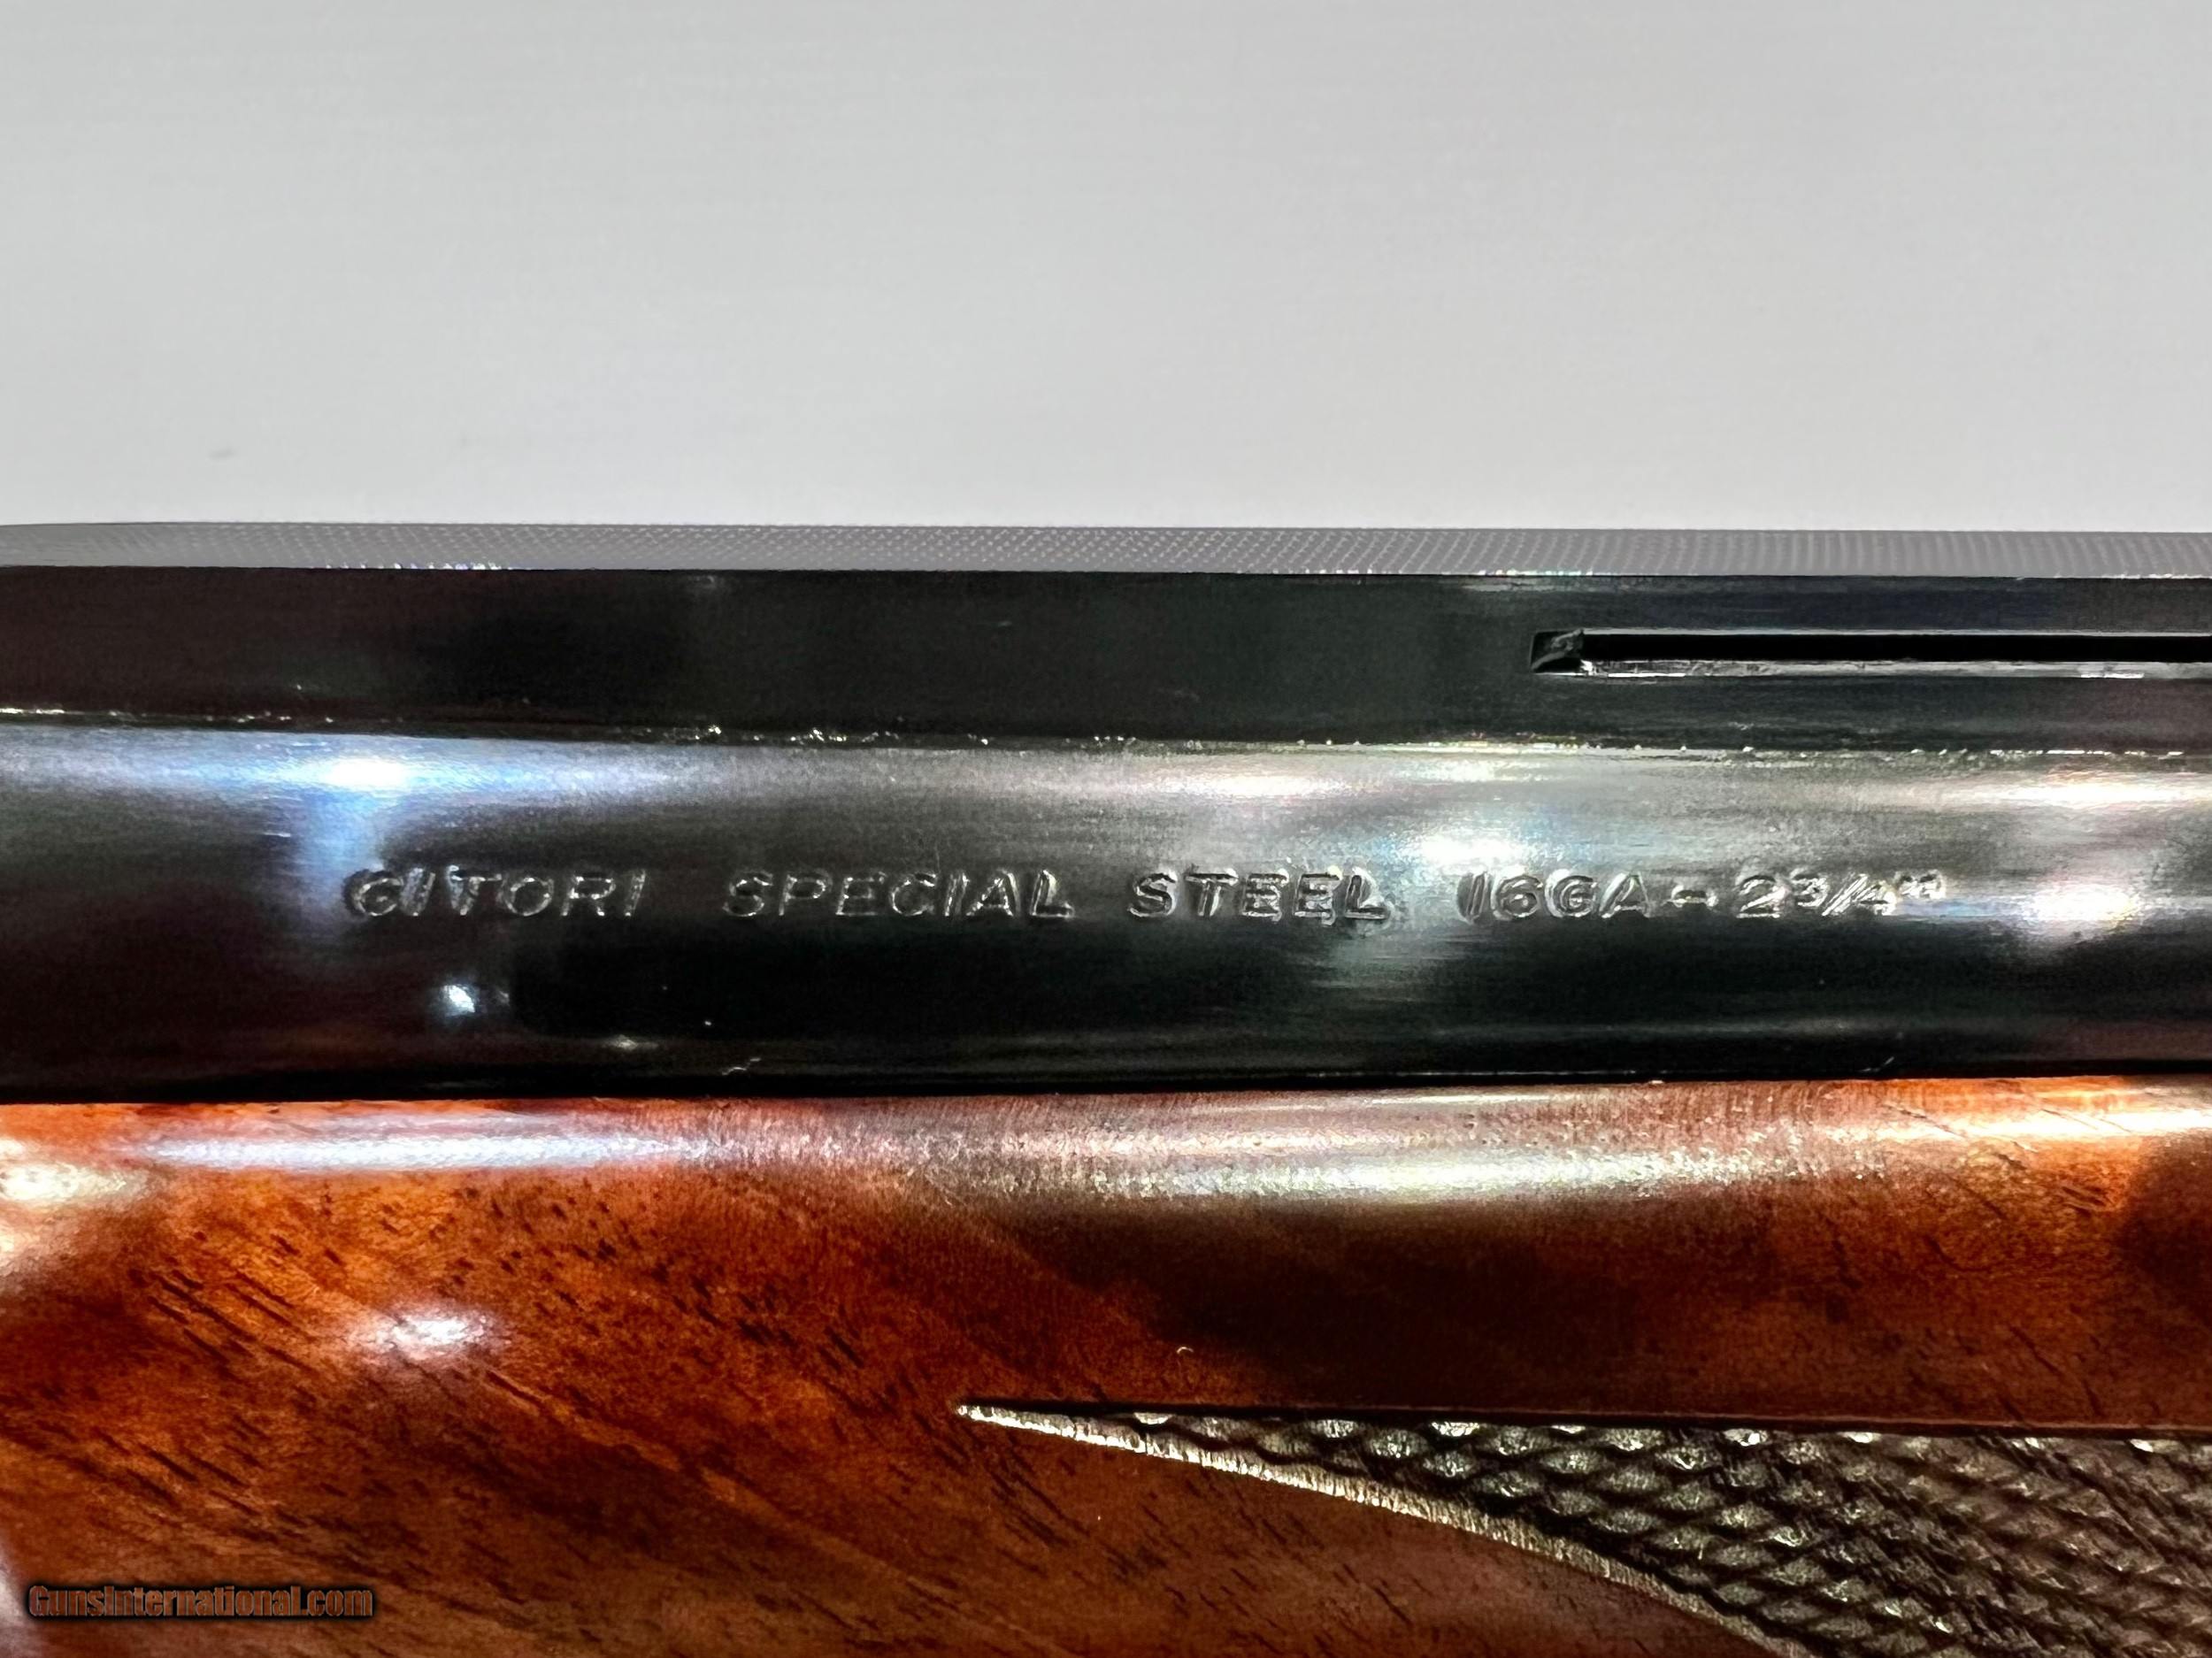 CITORI SPECIAL STEEL 16GA-2¾"
GunsInternational.com